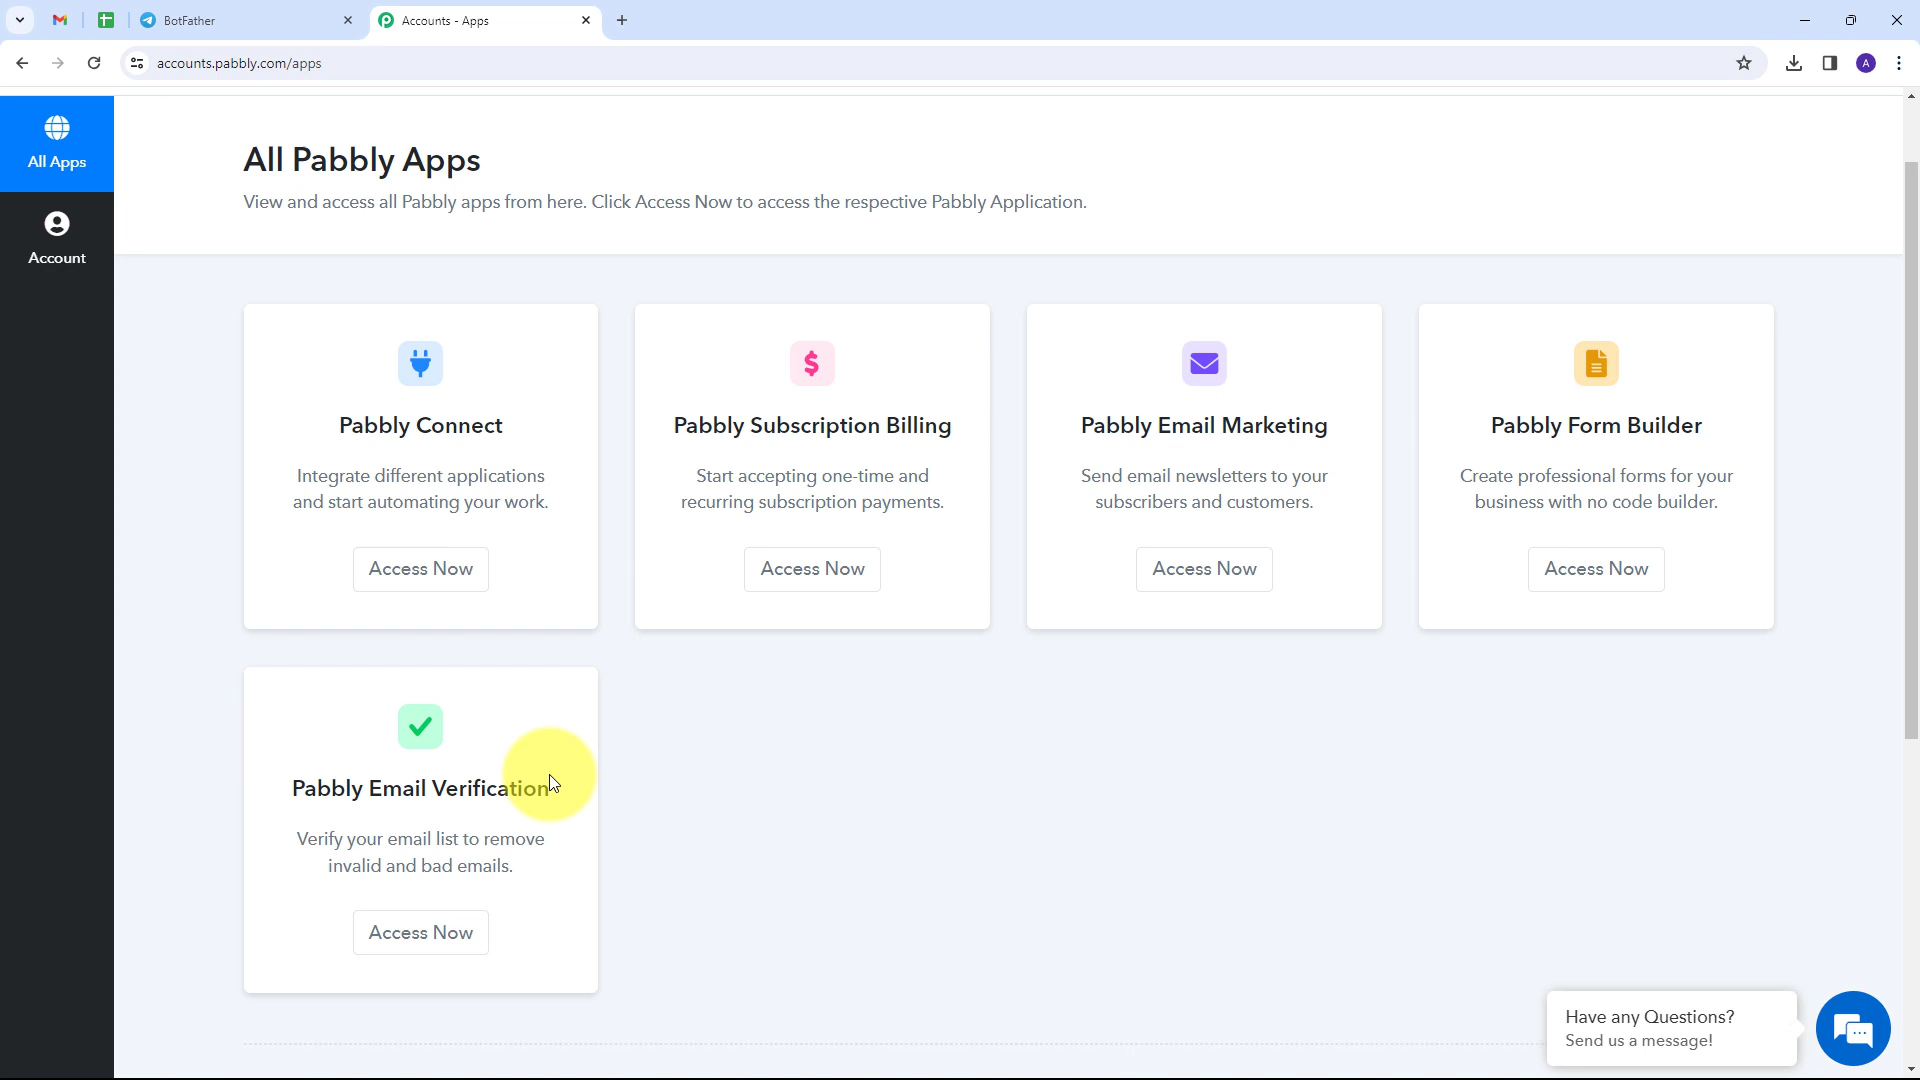 BotFather
Accounts - Apps
accounts.pabbly.com/apps
A
All Apps
Account
All Pabbly Apps
View and access all Pabbly apps from here. Click Access Now to access the respective Pabbly Application.
Pabbly Connect
Integrate different applications
and start automating your work.
Access Now
Pabbly Subscription Billing
Start accepting one-time and
recurring subscription payments.
Access Now
Pabbly Email Marketing
Send email newsletters to your
subscribers and customers.
Access Now
Pabbly Form Builder
Create professional forms for your
business with no code builder.
Access Now
Pabbly Email Verification
Verify your email list to remove
invalid and bad emails.
Access Now
Have any Questions?
Send us a message!